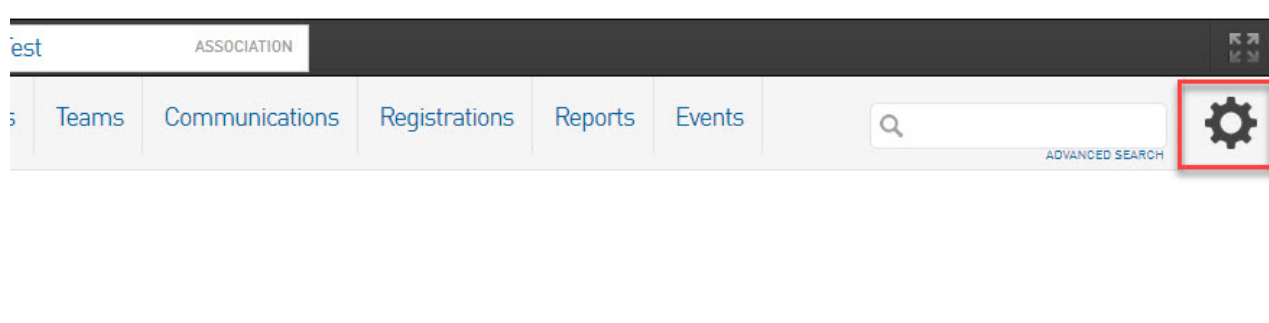 ASSOCIATION
Teams Communications Registrations Reports Events
ADVANCED SEARCH